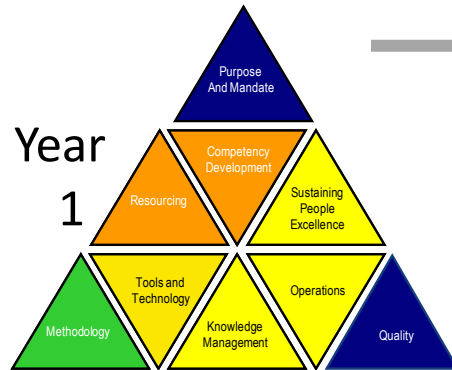 Purpose
And Mandate
Year
1
Competency
Development
Resourcing
Sustaining
People
Excellence
Tools and
Technology
Operations
Methodology
Knowledge
Management
Quality